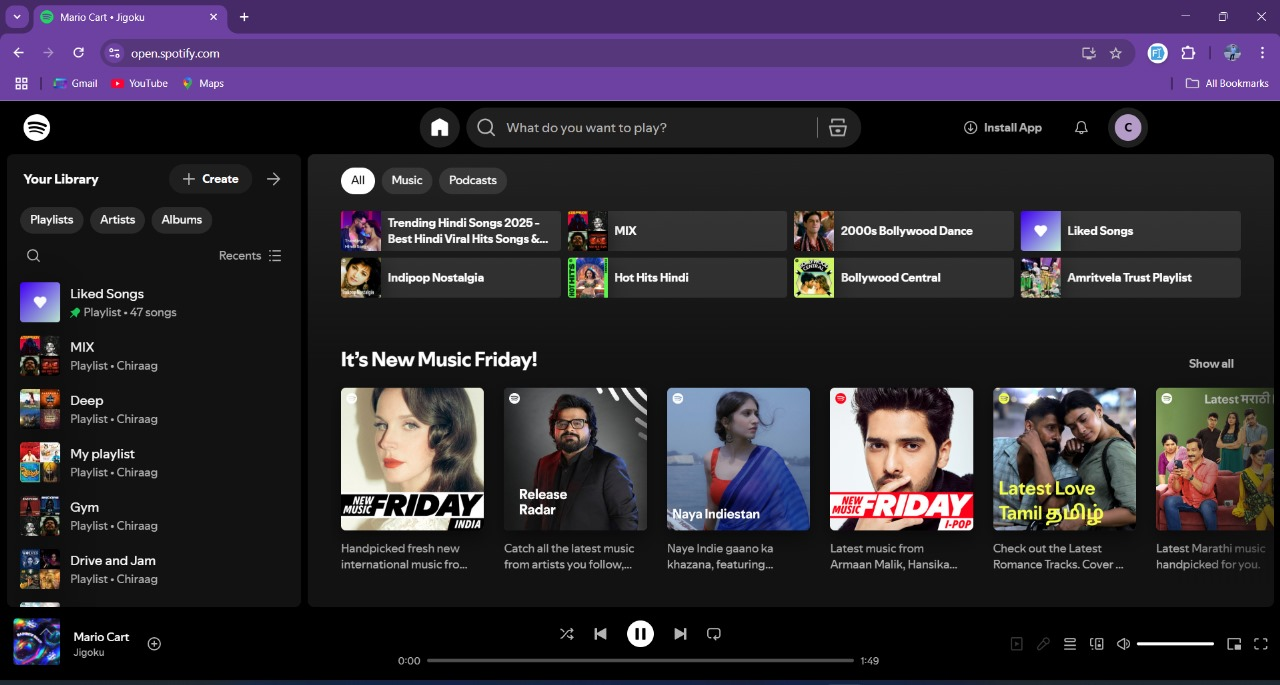 Mario Cart • Jigoku
open.spotify.com
Gmail
YouTube
Maps
All Bookmarks
What do you want to play?
Install App
C
Your Library
Create
Playlists
Artists
Albums
Recents
Liked Songs
Playlist • 47 songs
MIX
Playlist • Chiraag
Deep
Playlist • Chiraag
My playlist
Playlist • Chiraag
Gym
Playlist • Chiraag
Drive and Jam
Playlist • Chiraag
All
Music
Podcasts
Trending Hindi Songs 2025 -
Best Hindi Viral Hits Songs &...
MIX
2000s Bollywood Dance
Liked Songs
Indipop Nostalgia
Hot Hits Hindi
Bollywood Central
Amritvela Trust Playlist
It's New Music Friday!
Show all
NEW MUSIC FRIDAY
INDIA
Handpicked fresh new
international music fro...
Release
Radar
Catch all the latest music
from artists you follow,...
Naya Indiestan
Naye Indie gaano ka
khazana, featuring...
NEW MUSIC FRIDAY
I-POP
Latest music from
Armaan Malik, Hansika...
Latest Love
Tamil தமிழ்
Check out the Latest
Romance Tracks. Cover ...
Latest मराठी
Latest Marathi music
handpicked for you.
Mario Cart
Jigoku
0:00
1:49